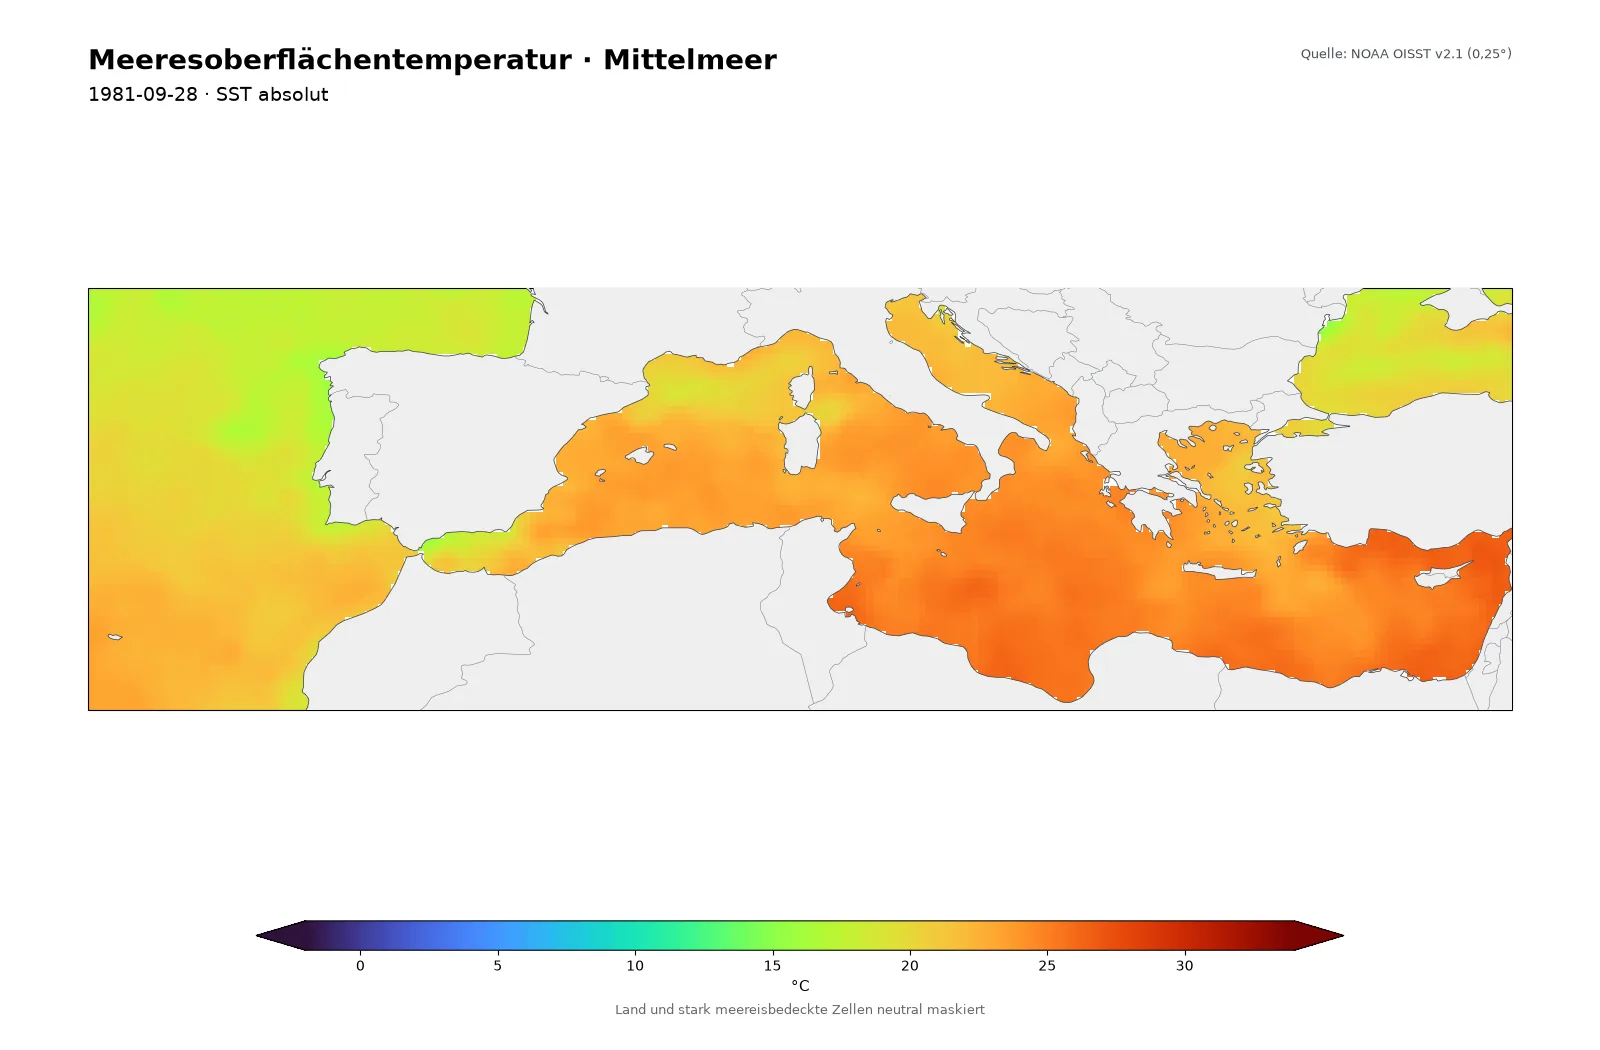 Meeresoberflächentemperatur · Mittelmeer
Quelle: NOAA OISST v2.1 (0,25°)
1981-09-28 · SST absolut
0 5 10 15 20 25 30
°C
Land und stark meereisbedeckte Zellen neutral maskiert